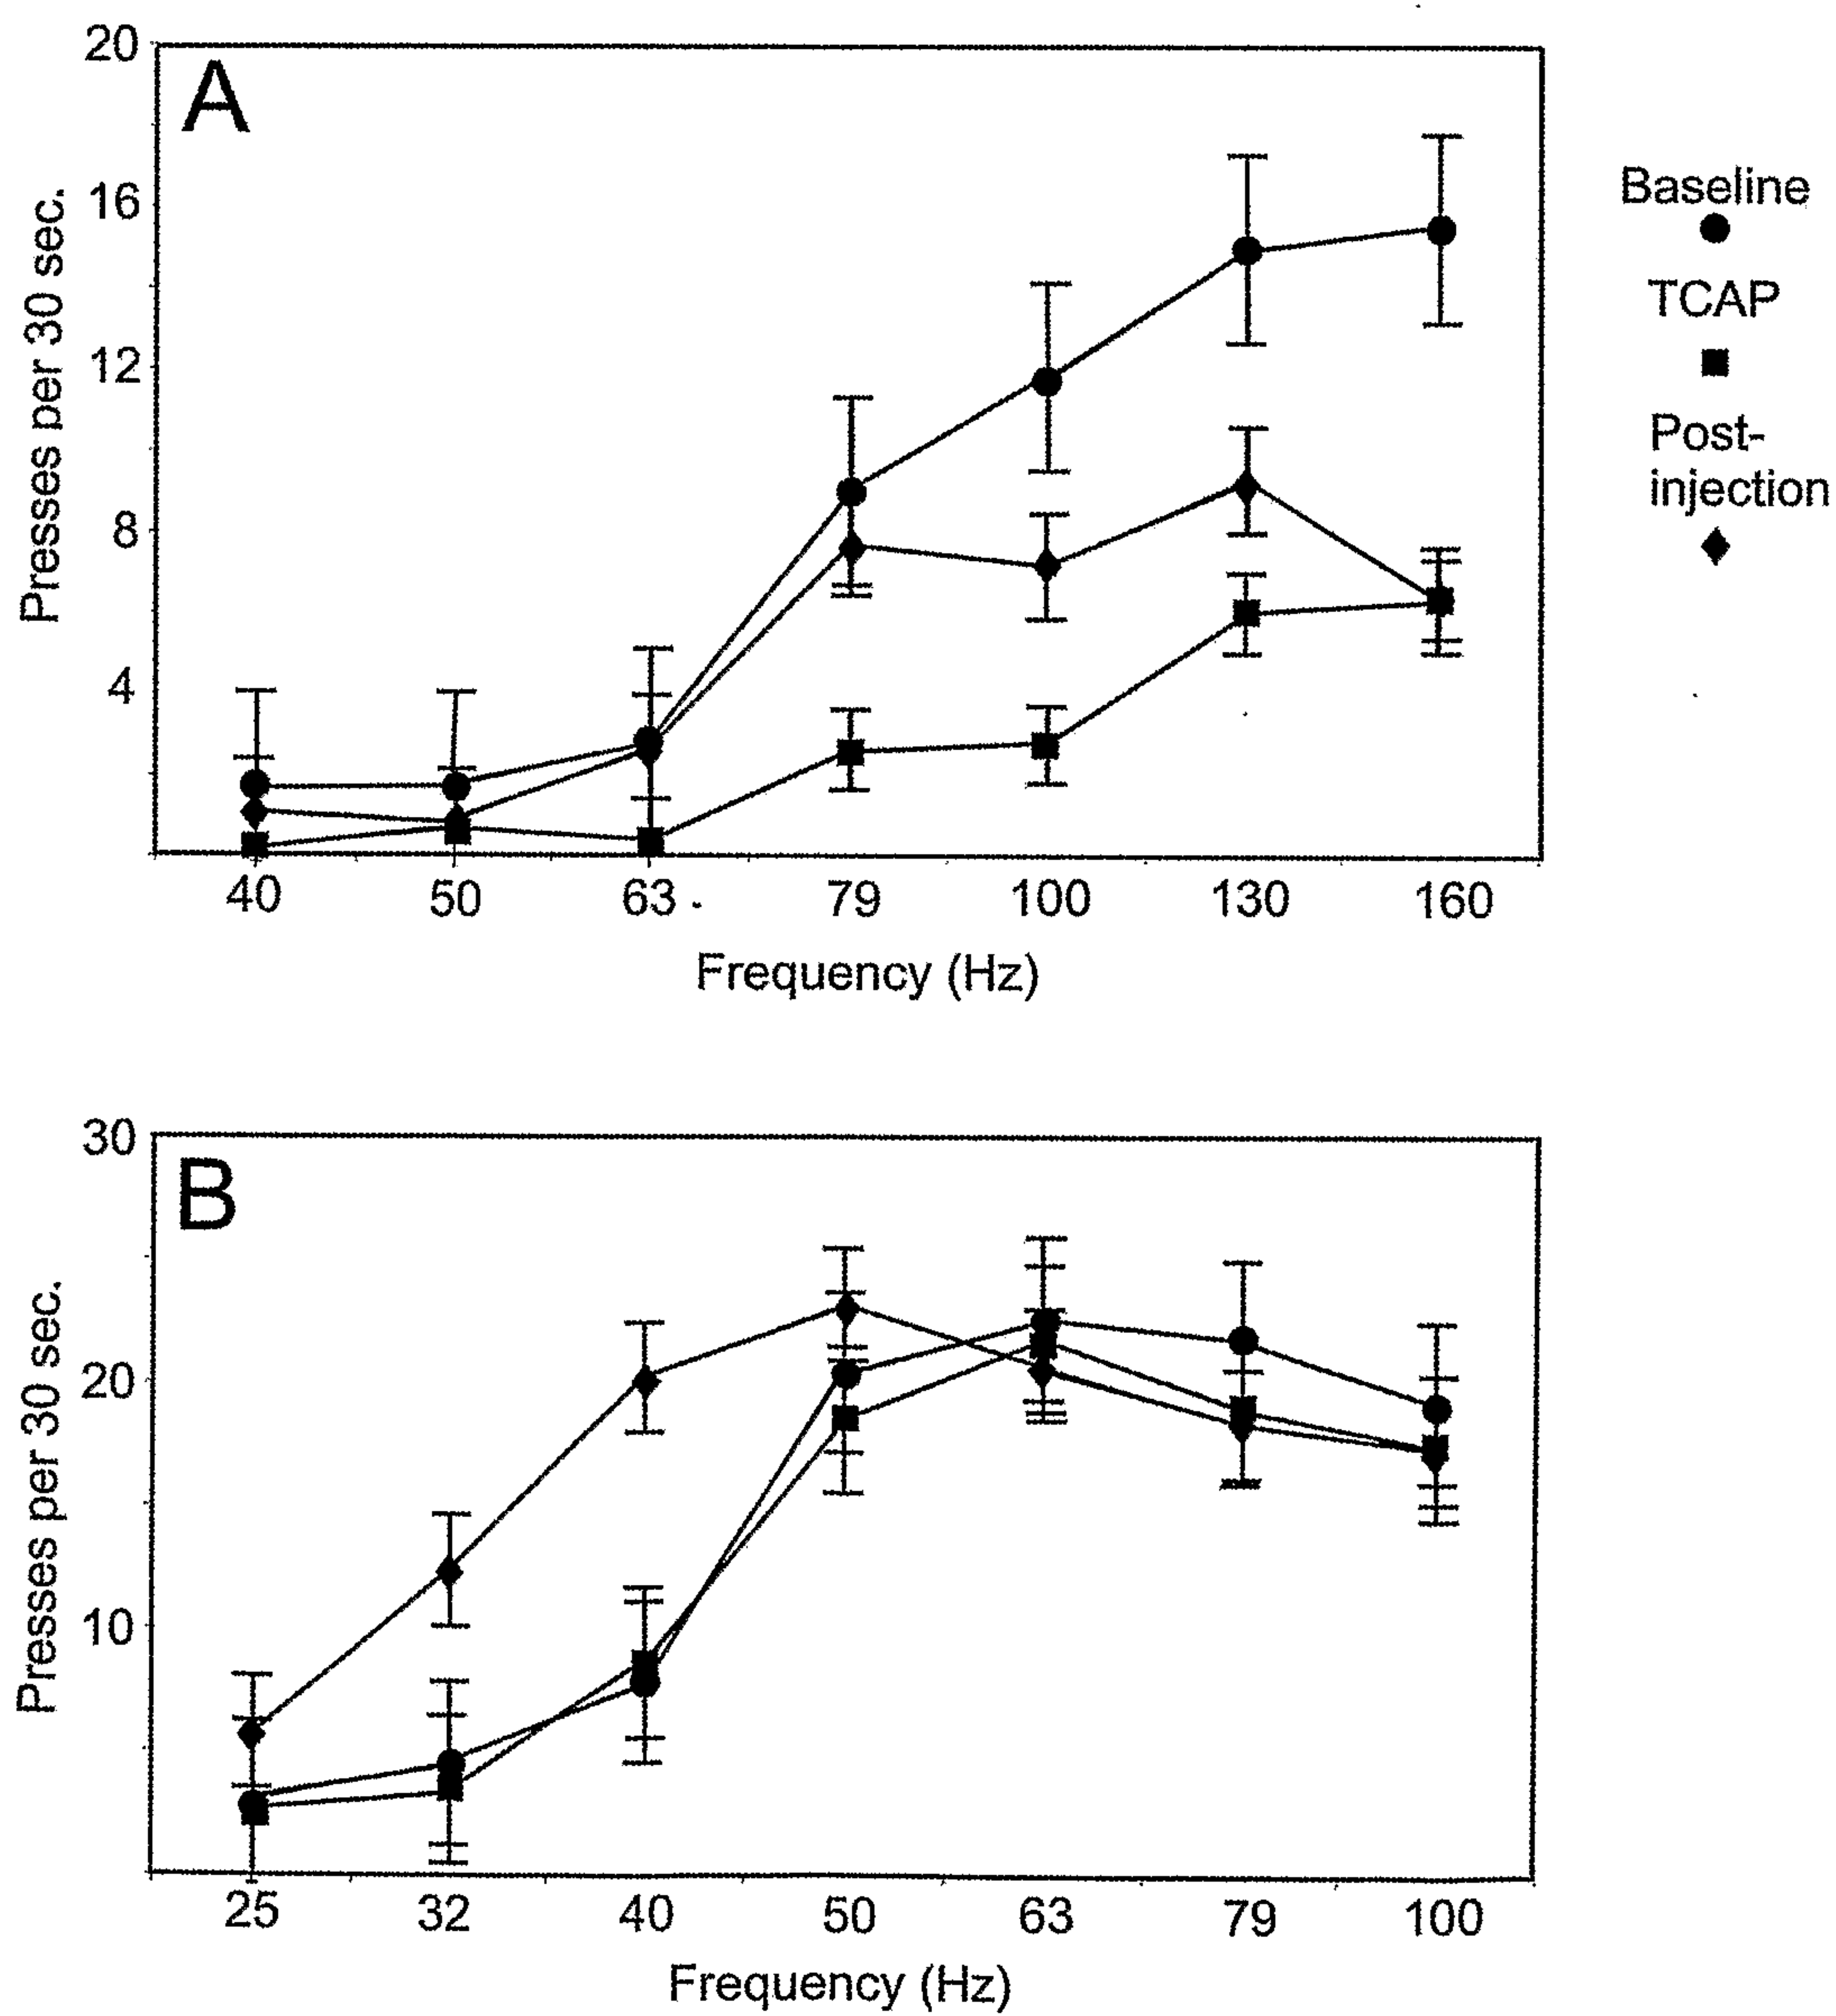 A
20
16
12
8
4
Presses per 30 sec.
40 50 63 79 100 130 160
Frequency (Hz)
Baseline
TCAP
Post-
injection
B
30
20
10
Presses per 30 sec.
25 32 40 50 63 79 100
Frequency (Hz)